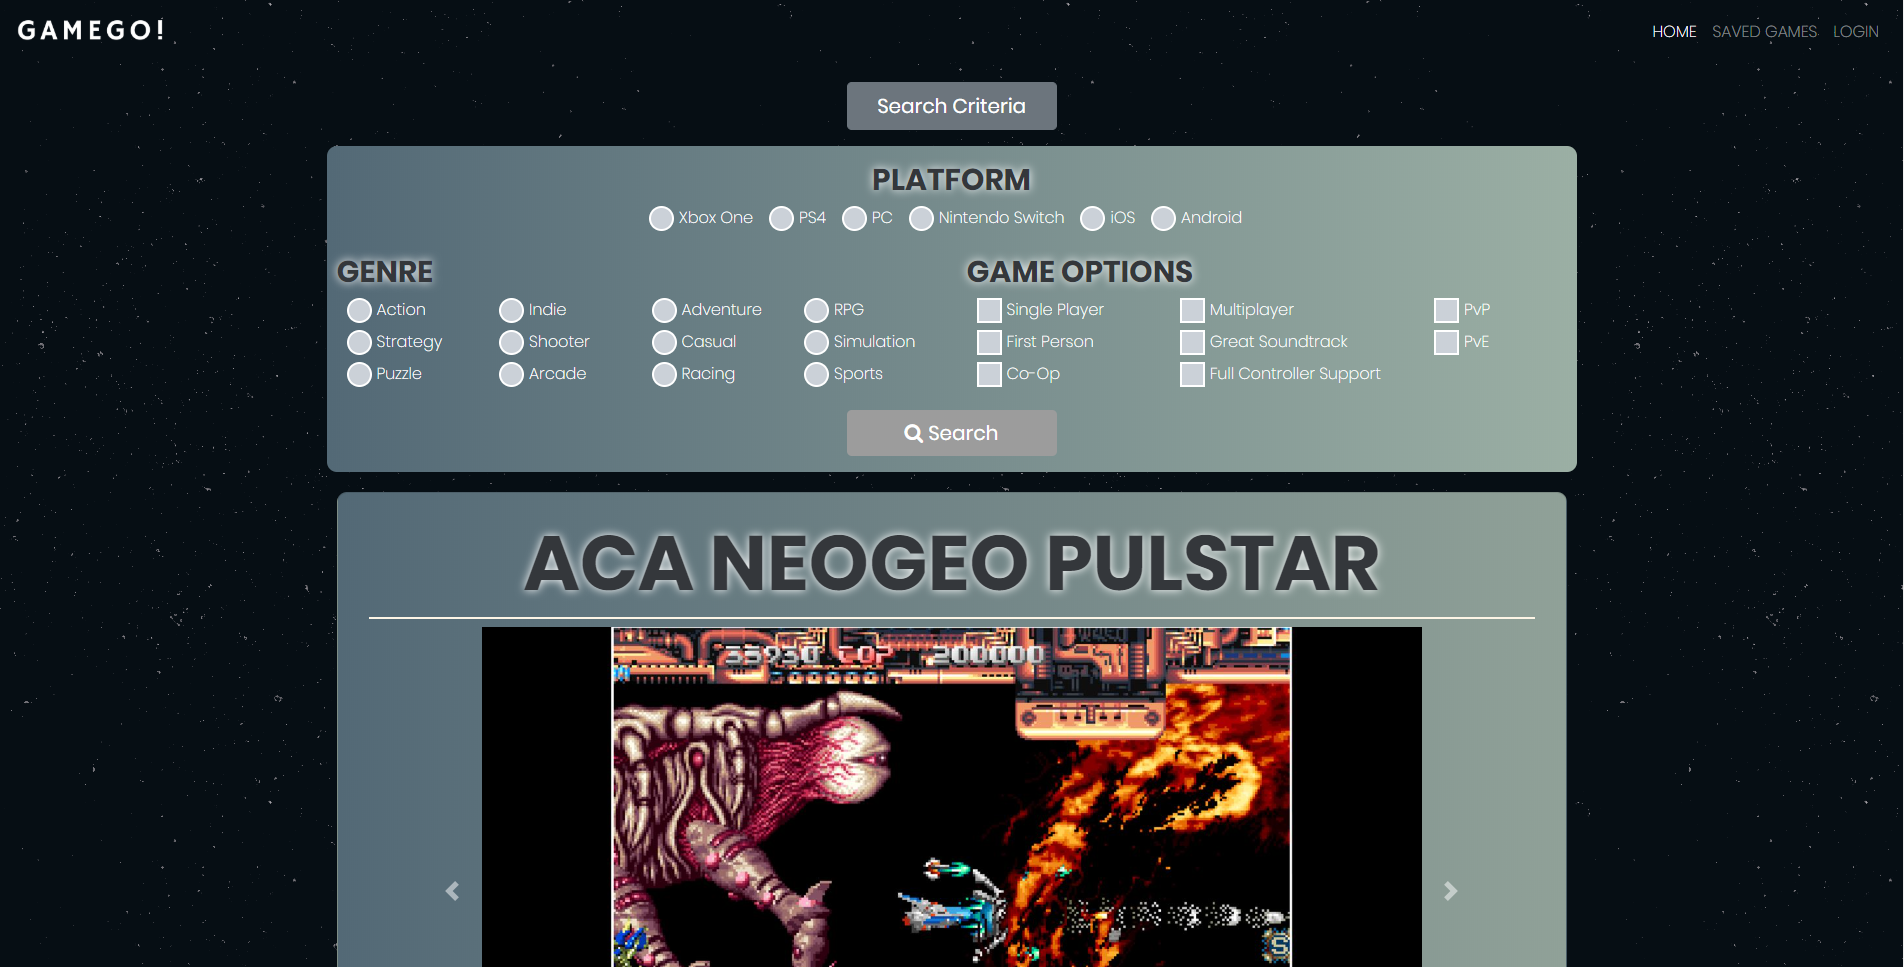 GAMEGO!
HOME SAVED GAMES LOGIN
Search Criteria
PLATFORM
Xbox One PS4 PC Nintendo Switch iOS Android
GENRE
Action Indie Adventure RPG
Strategy Shooter Casual Simulation
Puzzle Arcade Racing Sports
GAME OPTIONS
Single Player Multiplayer PvP
First Person Great Soundtrack PvE
Co-Op Full Controller Support
Search
ACA NEOGEO PULSTAR
33930 TOP 200000
S